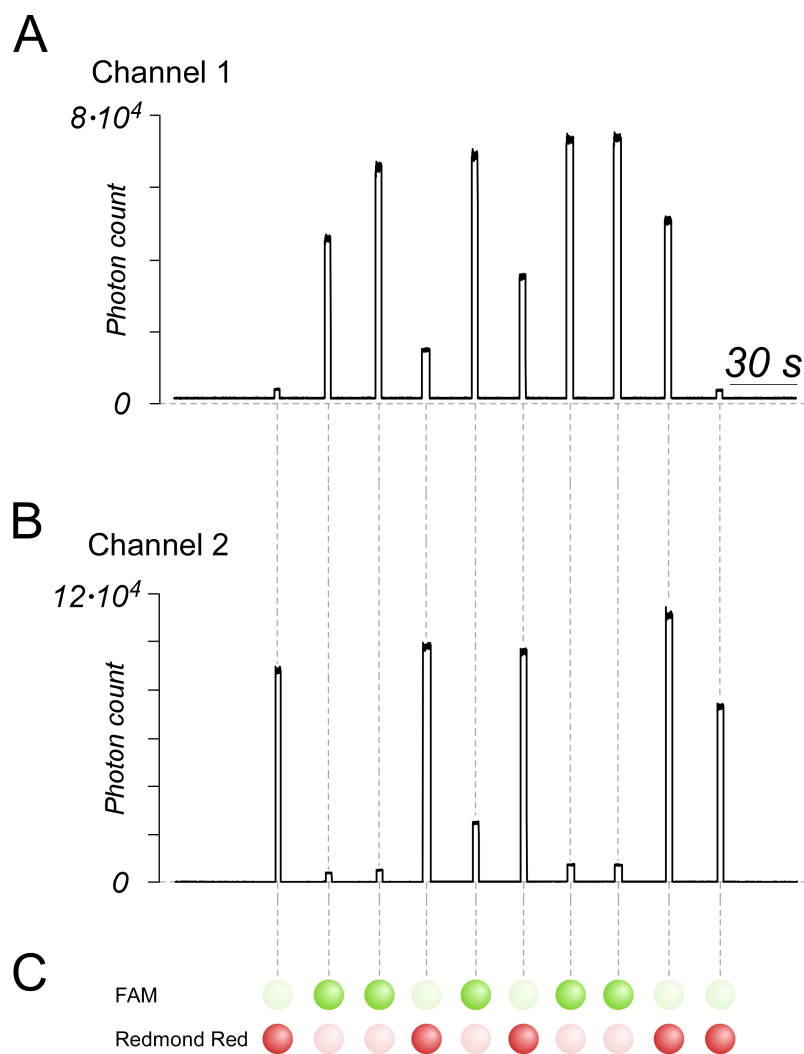 A
Channel 1
8·10⁴
Photon count
0
30 s
B
Channel 2
12·10⁴
Photon count
0
C
FAM
Redmond Red